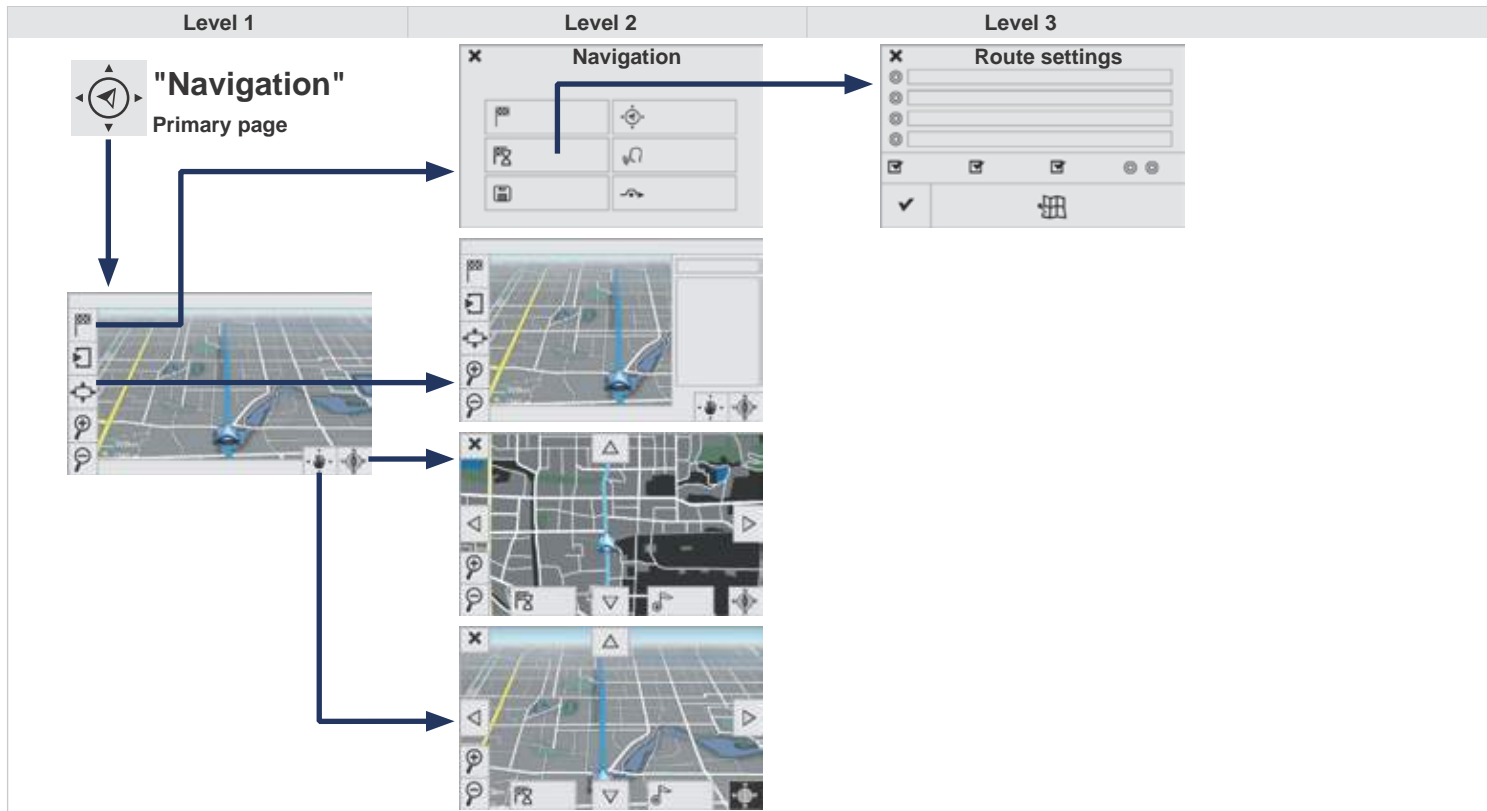 Level 1
Level 2
Level 3
"Navigation"
Primary page
Navigation
Route settings